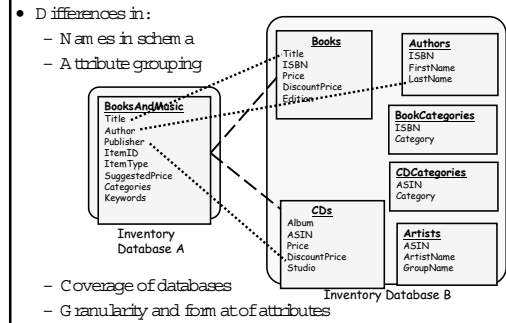 • Differences in:
– Names in schema
– Attribute grouping
BooksAndMusic
Title
Author
Publisher
ItemID
ItemType
SuggestedPrice
Categories
Keywords
Inventory
Database A
Books
Title
ISBN
Price
DiscountPrice
Edition
Authors
ISBN
FirstName
LastName
BookCategories
ISBN
Category
CDCategories
ASIN
Category
CDs
Album
ASIN
Price
DiscountPrice
Studio
Artists
ASIN
ArtistName
GroupName
Inventory Database B
– Coverage of databases
– Granularity and format of attributes